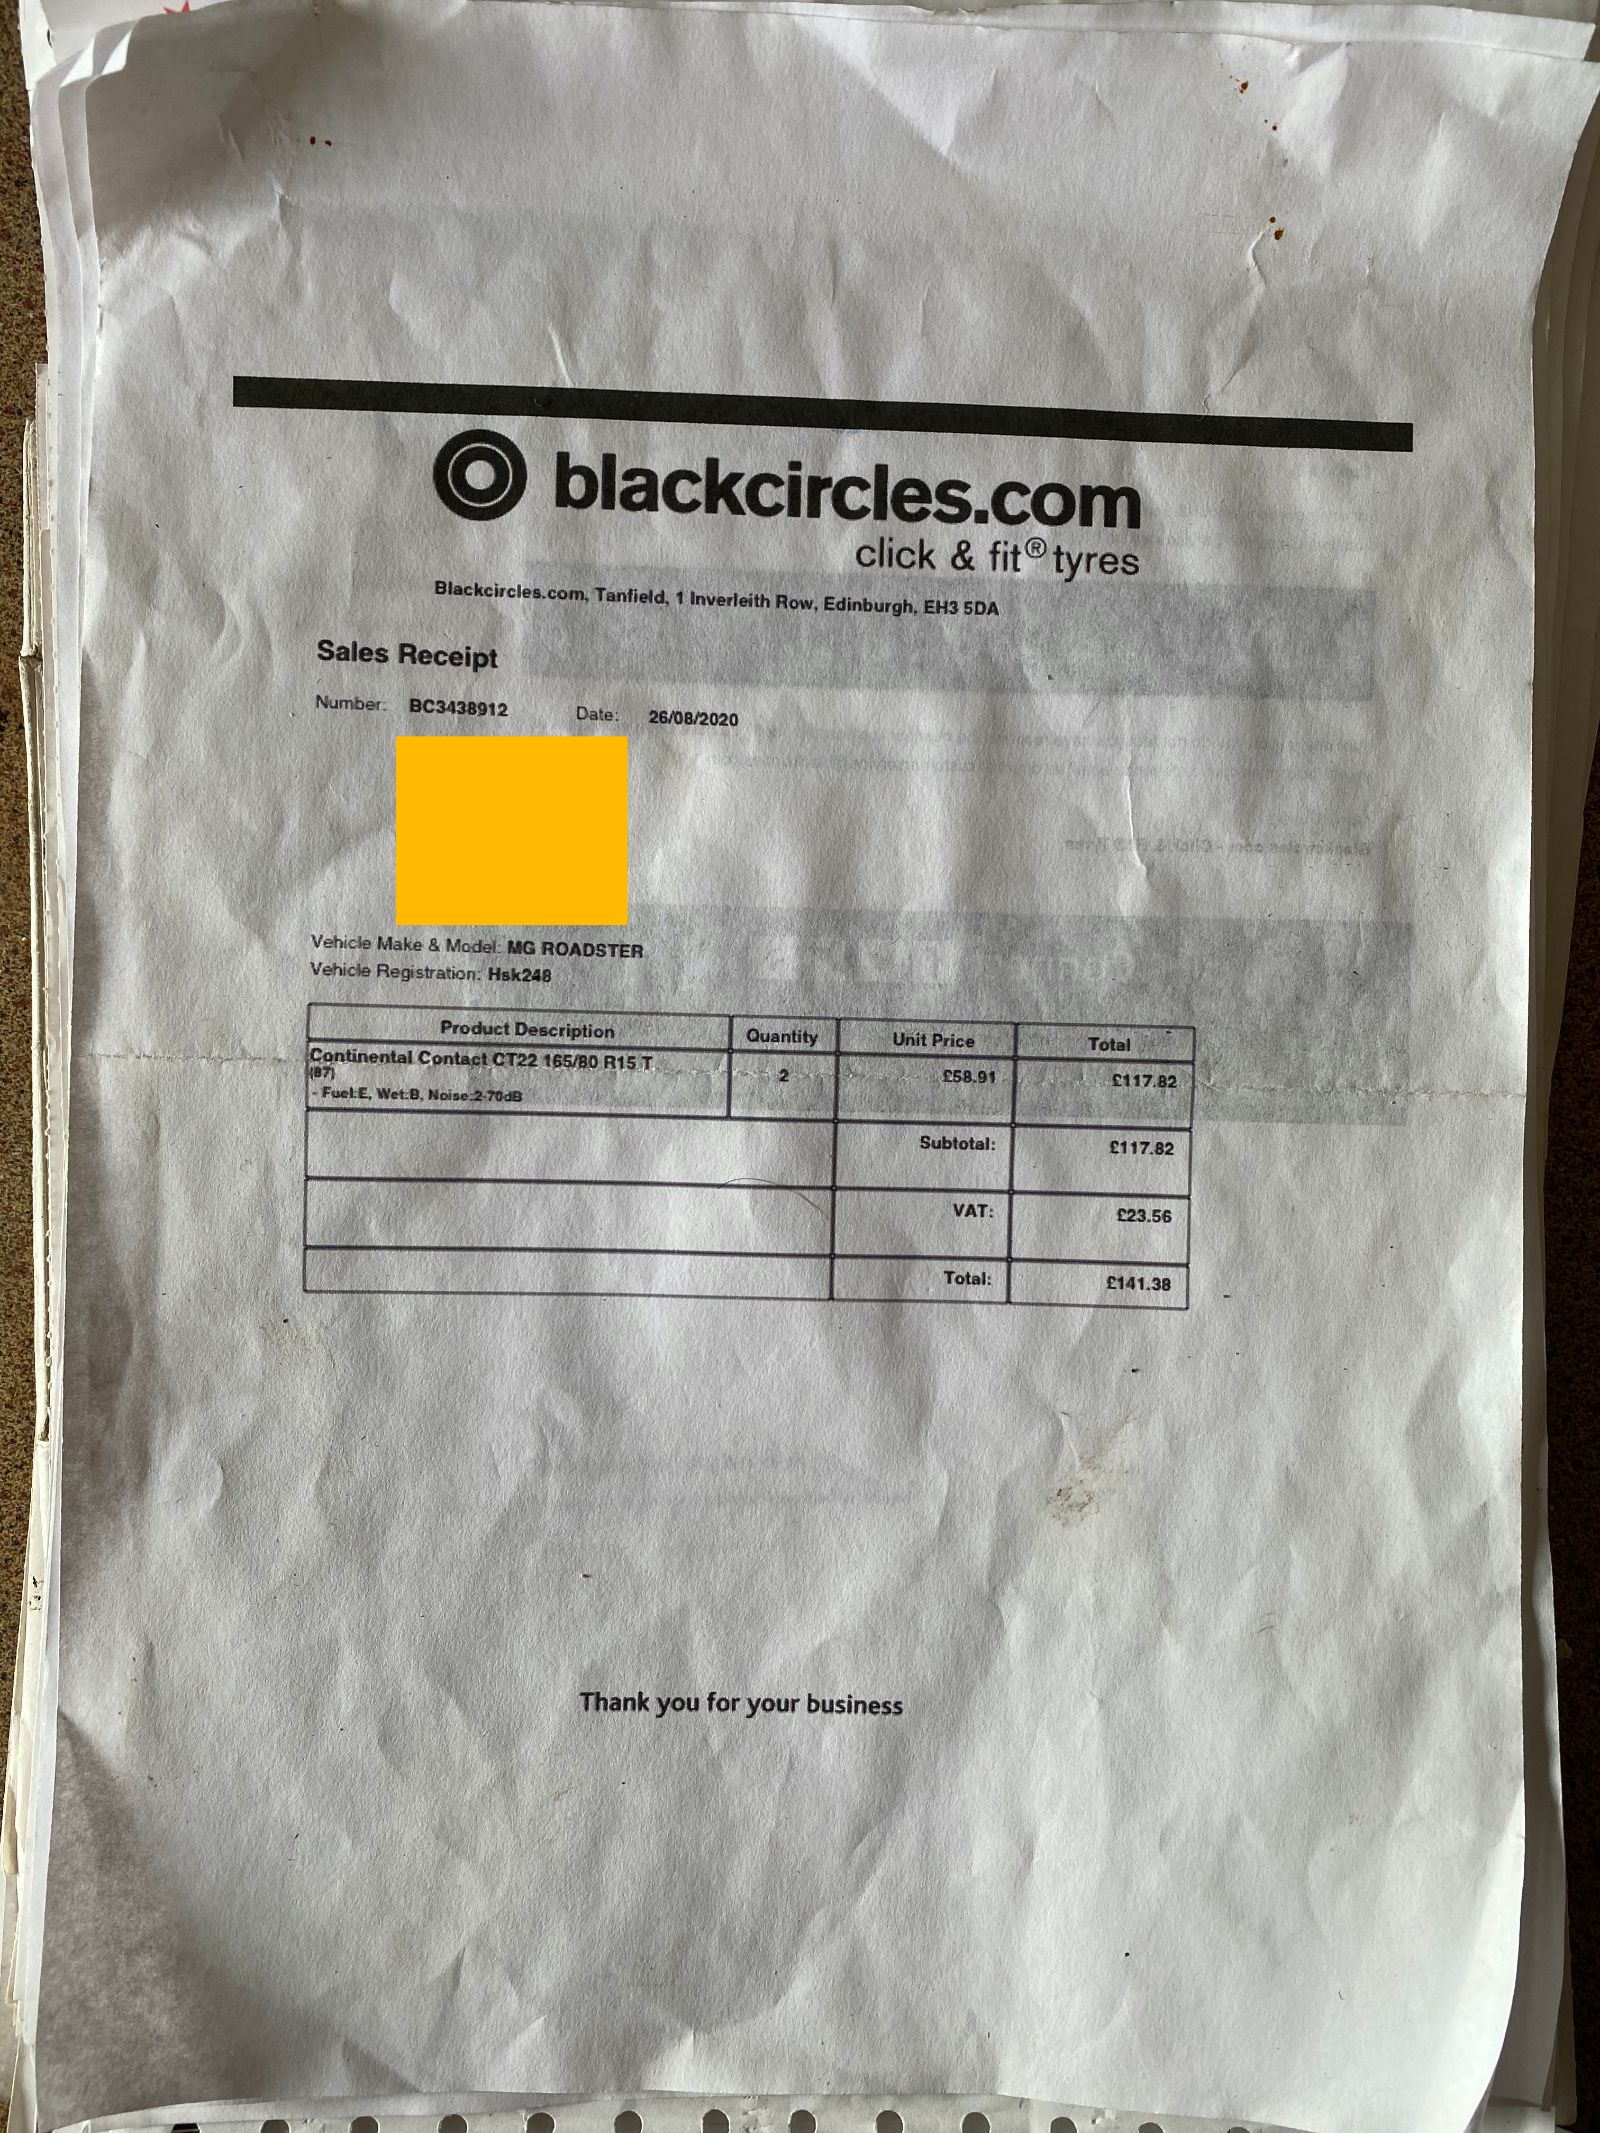 blackcircles.com
click & fit® tyres
Blackcircles.com, Tanfield, 1 Inverleith Row, Edinburgh, EH3 5DA
Sales Receipt
Number: BC3438912 Date: 26/08/2020
Vehicle Make & Model: MG ROADSTER
Vehicle Registration: Hsk248
Product Description Quantity Unit Price Total
Continental Contact CT22 165/80 R15 T 2 £58.91 £117.82
(87)
- Fuel:E, Wet:B, Noise:2-70dB
Subtotal: £117.82
VAT: £23.56
Total: £141.38
Thank you for your business